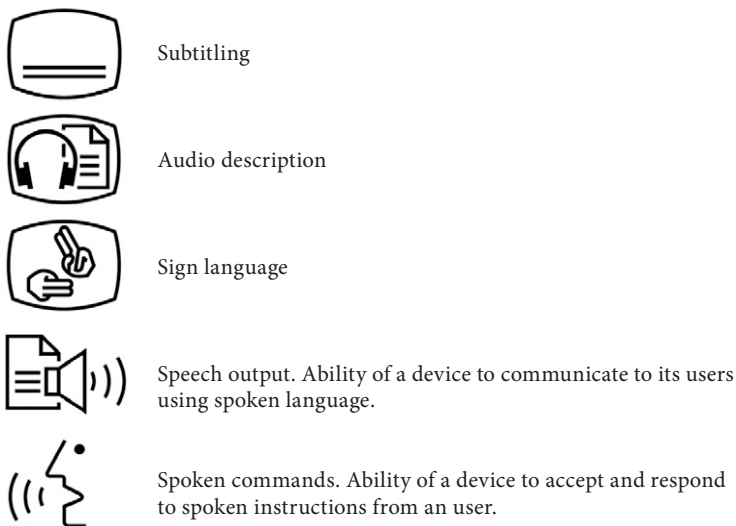 Subtitling
Audio description
Sign language
Speech output. Ability of a device to communicate to its users
using spoken language.
Spoken commands. Ability of a device to accept and respond
to spoken instructions from an user.